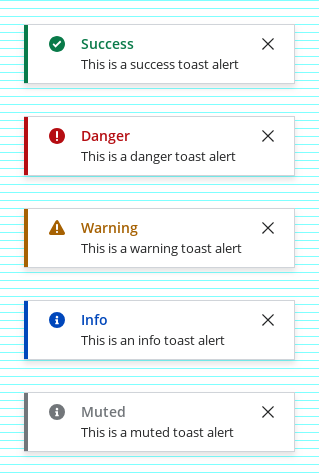 Success
This is a success toast alert
Danger
This is a danger toast alert
Warning
This is a warning toast alert
Info
This is an info toast alert
Muted
This is a muted toast alert